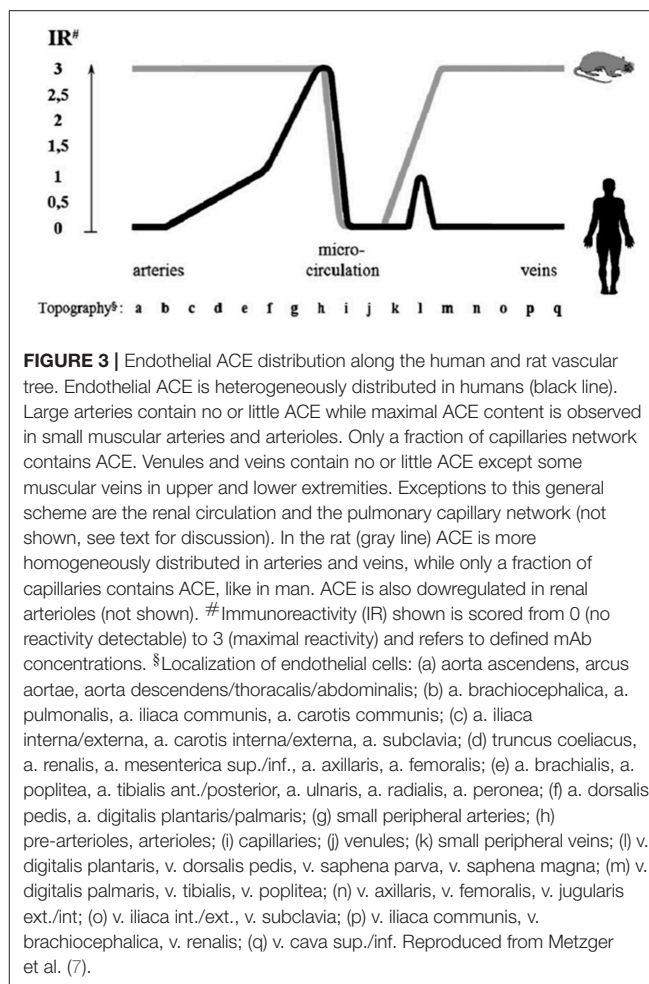 IR#
3
2,5
2
1,5
1
0,5
0
arteries
micro-
circulation
veins
Topography§: a b c d e f g h i j k l m n o p q
FIGURE 3 | Endothelial ACE distribution along the human and rat vascular
tree. Endothelial ACE is heterogeneously distributed in humans (black line).
Large arteries contain no or little ACE while maximal ACE content is observed
in small muscular arteries and arterioles. Only a fraction of capillaries network
contains ACE. Venules and veins contain no or little ACE except some
muscular veins in upper and lower extremities. Exceptions to this general
scheme are the renal circulation and the pulmonary capillary network (not
shown, see text for discussion). In the rat (gray line) ACE is more
homogeneously distributed in arteries and veins, while only a fraction of
capillaries contains ACE, like in man. ACE is also dowregulated in renal
arterioles (not shown). #Immunoreactivity (IR) shown is scored from 0 (no
reactivity detectable) to 3 (maximal reactivity) and refers to defined mAb
concentrations. §Localization of endothelial cells: (a) aorta ascendens, arcus
aortae, aorta descendens/thoracalis/abdominalis; (b) a. brachiocephalica, a.
pulmonalis, a. iliaca communis, a. carotis communis; (c) a. iliaca
interna/externa, a. carotis interna/externa, a. subclavia; (d) truncus coeliacus,
a. renalis, a. mesenterica sup./inf., a. axillaris, a. femoralis; (e) a. brachialis, a.
poplitea, a. tibialis ant./posterior, a. ulnaris, a. radialis, a. peronea; (f) a. dorsalis
pedis, a. digitalis plantaris/palmaris; (g) small peripheral arteries; (h)
pre-arterioles, arterioles; (i) capillaries; (j) venules; (k) small peripheral veins; (l) v.
digitalis plantaris, v. dorsalis pedis, v. saphena parva, v. saphena magna; (m) v.
digitalis palmaris, v. tibialis, v. poplitea; (n) v. axillaris, v. femoralis, v. jugularis
ext./int; (o) v. iliaca int./ext., v. subclavia; (p) v. iliaca communis, v.
brachiocephalica, v. renalis; (q) v. cava sup./inf. Reproduced from Metzger
et al. (7).